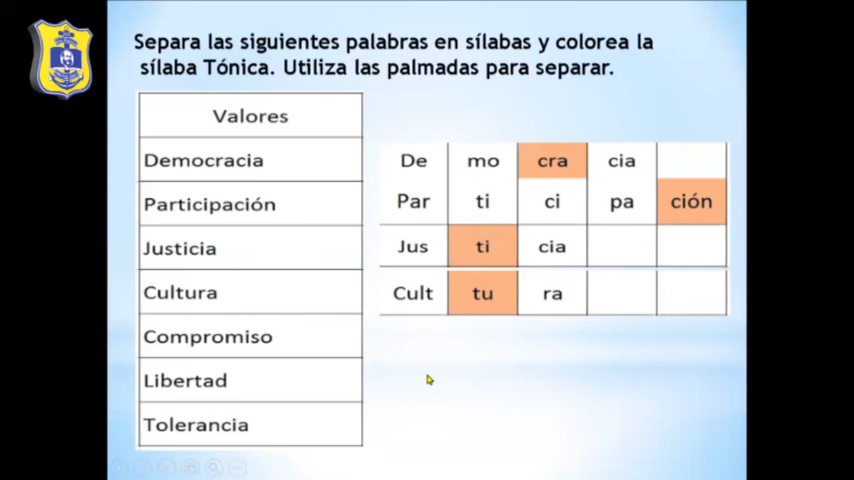 Separa las siguientes palabras en sílabas y colorea la
sílaba Tónica. Utiliza las palmadas para separar.
Valores
Democracia
Participación
Justicia
Cultura
Compromiso
Libertad
Tolerancia
De mo cra cia
Par ti ci pa ción
Jus ti cia
Cult tu ra